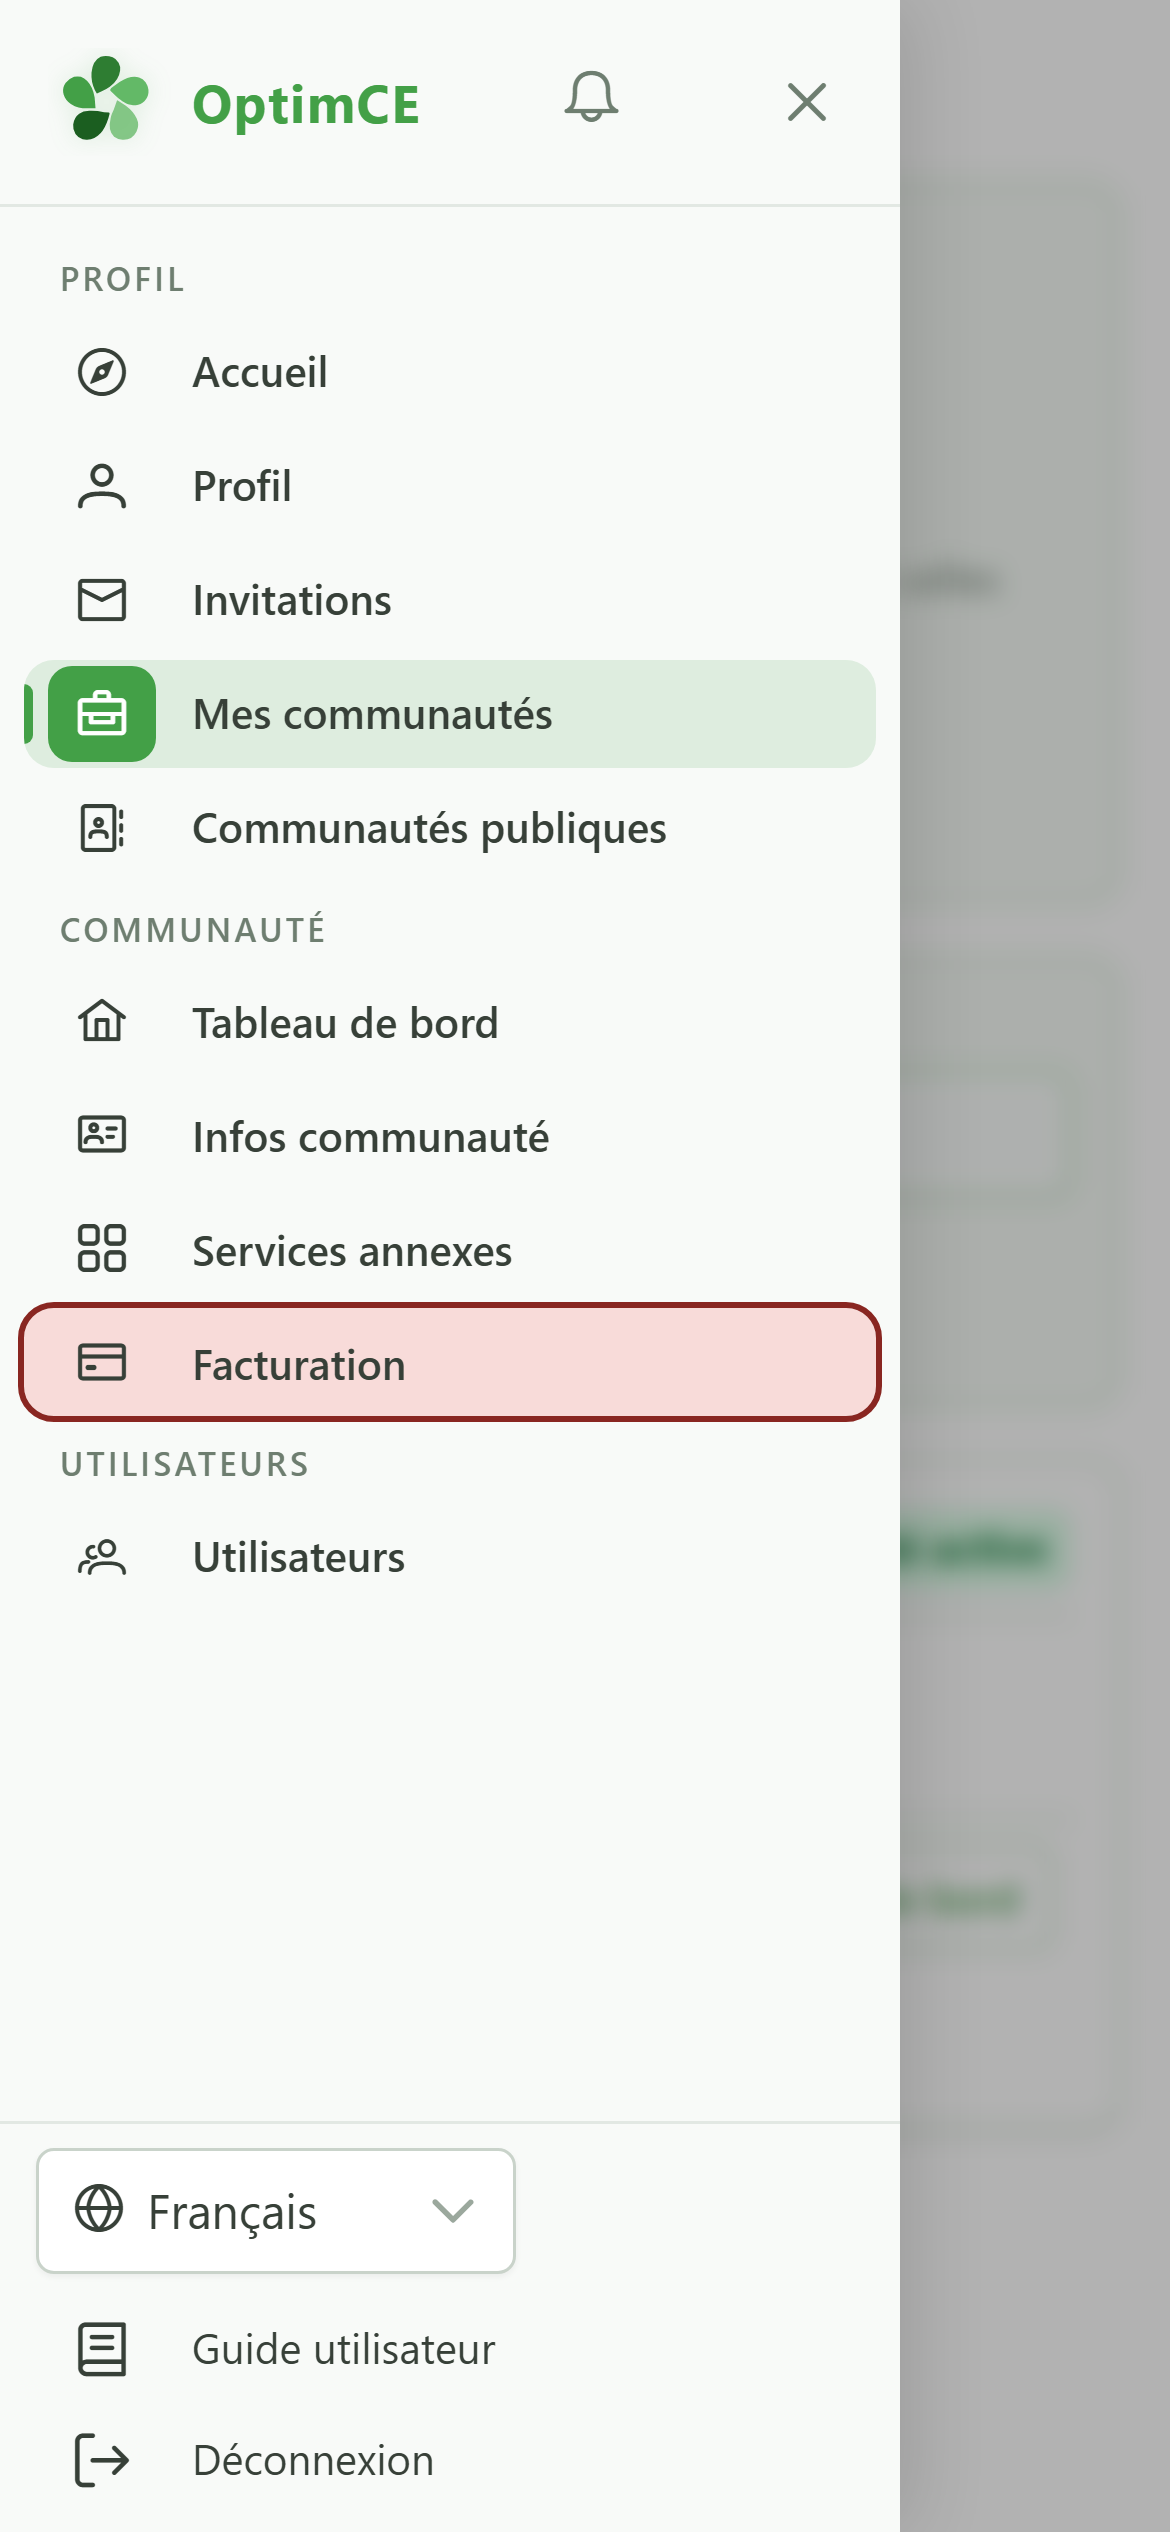 OptimCE
PROFIL
Accueil
Profil
Invitations
Mes communautés
Communautés publiques
COMMUNAUTÉ
Tableau de bord
Infos communauté
Services annexes
Facturation
UTILISATEURS
Utilisateurs
Français
Guide utilisateur
Déconnexion